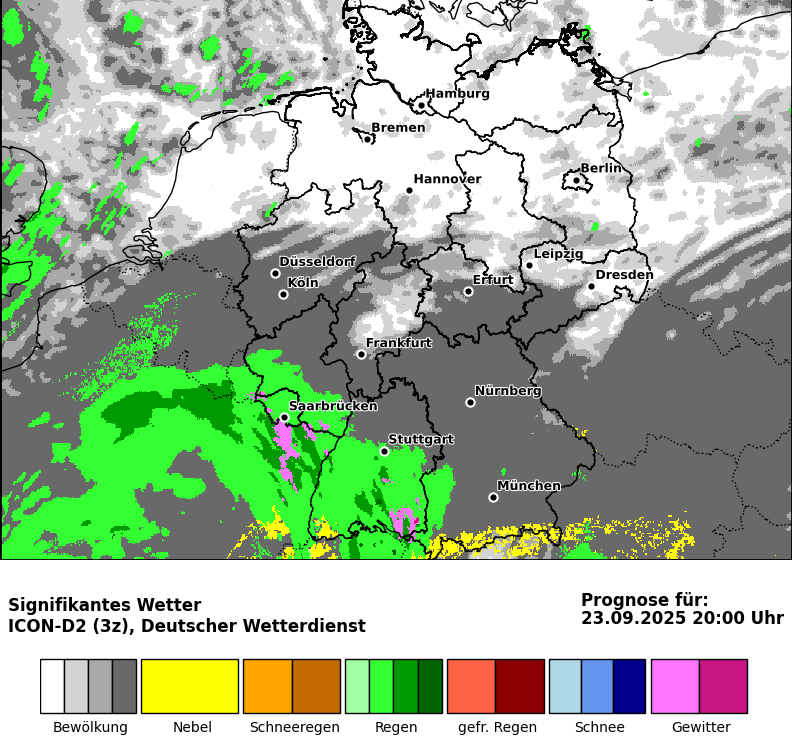 Hamburg
Bremen
Berlin
Hannover
Leipzig
Düsseldorf
Dresden
Köln
Erfurt
Frankfurt
Nürnberg
Saarbrücken
Stuttgart
München
Signifikantes Wetter
ICON-D2 (3z), Deutscher Wetterdienst
Prognose für:
23.09.2025 20:00 Uhr
Bewölkung
Nebel
Schneeregen
Regen
gefr. Regen
Schnee
Gewitter